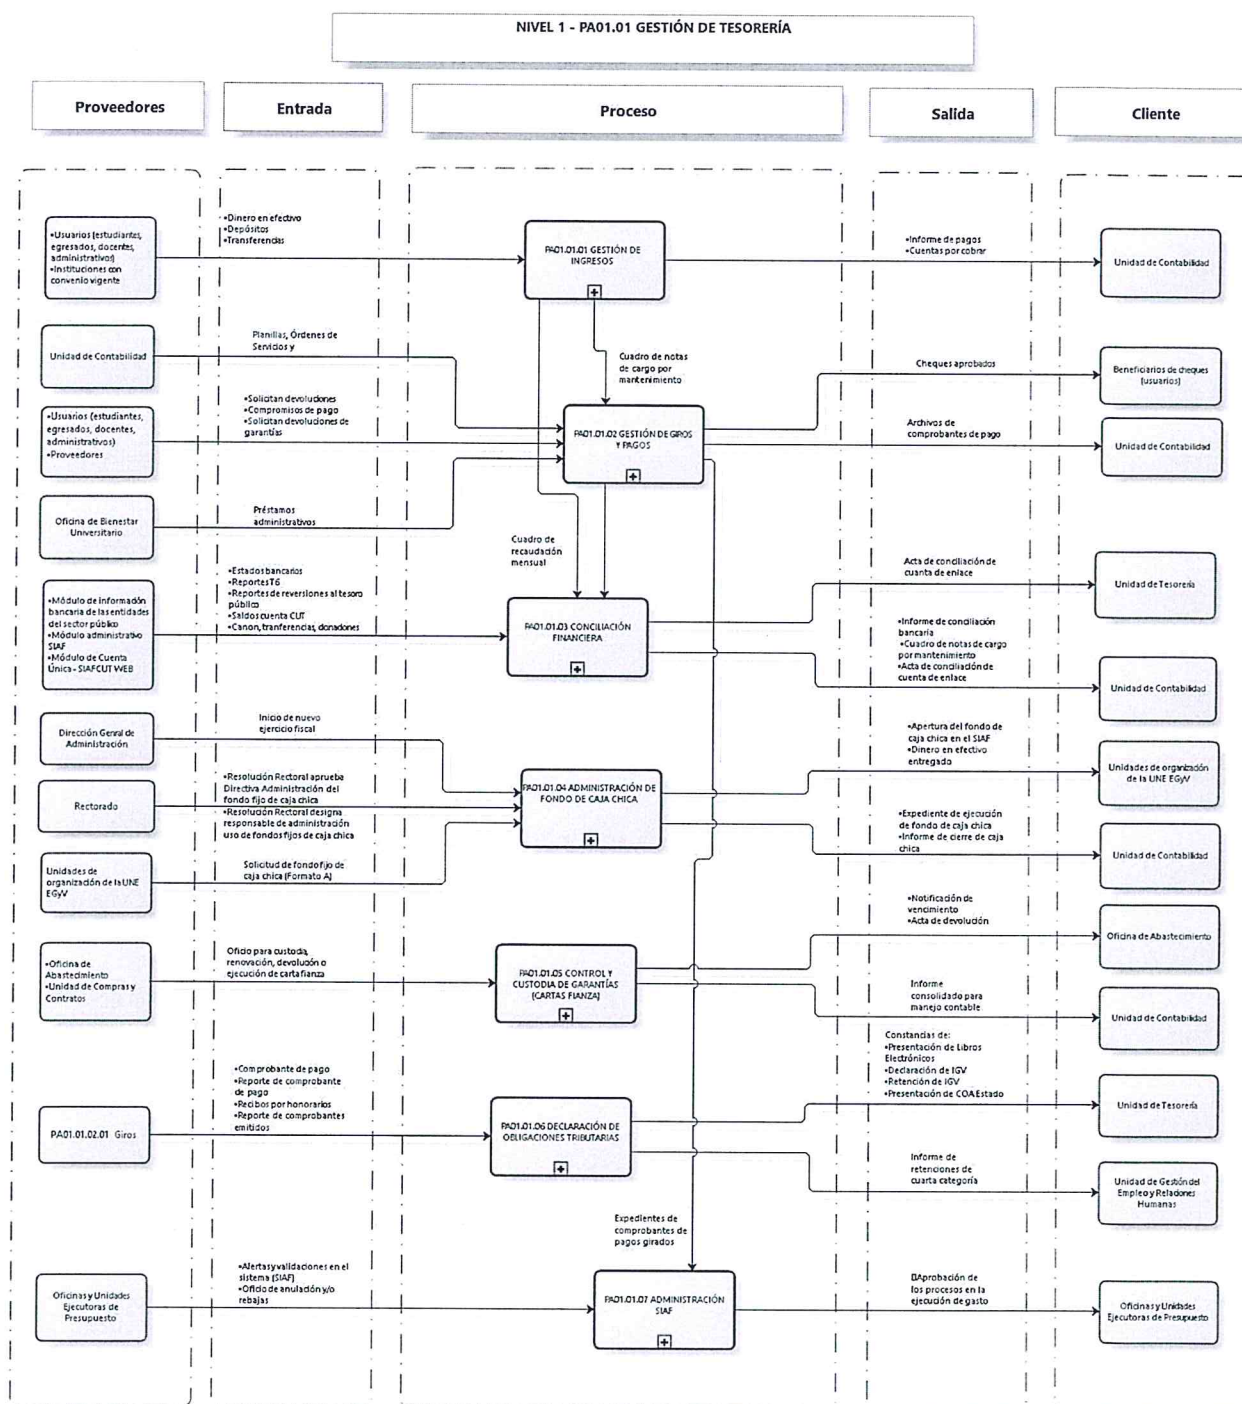 NIVEL 1 - PA01.01 GESTIÓN DE TESORERÍA
Proveedores
Entrada
Proceso
Salida
Cliente
•Usuarios (estudiantes,
egresados, docentes,
administrativos)
•Instituciones con
convenio vigente
•Dinero en efectivo
•Depósitos
•Transferencias
PA01.01.01 GESTIÓN DE
INGRESOS
•Informe de pagos
•Cuentas por cobrar
Unidad de Contabilidad
Unidad de Contabilidad
Planillas, Órdenes de
Servicios y
Cuadro de notas
de cargo por
mantenimiento
Cheques aprobados
Beneficiarios de cheques
(usuarios)
•Usuarios (estudiantes,
egresados, docentes,
administrativos)
•Proveedores
•Solicitan devoluciones
•Compromisos de pago
•Solicitan devoluciones de
garantías
PA01.01.02 GESTIÓN DE GIROS
Y PAGOS
Archivos de
comprobantes de pago
Unidad de Contabilidad
Oficina de Bienestar
Universitario
Préstamos
administrativos
Cuadro de
recaudación
mensual
•Módulo de información
bancaria de las entidades
del sector público
•Módulo administrativo
SIAF
•Módulo de Cuenta
Única - SIAFCUT WEB
•Estados bancarios
•Reportes T6
•Reportes de reversiones al tesoro
público
•Saldos cuenta CUT
•Canon, tranferencias, donadones
PA01.01.03 CONCILIACIÓN
FINANCIERA
Acta de conciliación de
cuanta de enlace
Unidad de Tesorería
•Informe de conciliación
bancaria
•Cuadro de notas de cargo
por mantenimiento
•Acta de conciliación de
cuenta de enlace
Unidad de Contabilidad
Dirección Genral de
Administración
Inicio de nuevo
ejercicio fiscal
Rectorado
•Resolución Rectoral aprueba
Directiva Administración del
fondo fijo de caja chica
•Resolución Rectoral designa
responsable de administración
uso de fondos fijos de caja chica
PA01.01.04 ADMINISTRACIÓN DE
FONDO DE CAJA CHICA
•Apertura del fondo de
caja chica en el SIAF
•Dinero en efectivo
entregado
Unidades de organización
de la UNE EGyV
Unidades de
organización de la UNE
EGyV
Solicitud de fondo fijo de
caja chica (Formato A)
•Expediente de ejecución
de fondo de caja chica
•Informe de cierre de caja
chica
Unidad de Contabilidad
•Oficina de
Abastecimiento
•Unidad de Compras y
Contratos
Oficio para custodia,
renovación, devolución o
ejecución de carta fianza
PA01.01.05 CONTROL Y
CUSTODIA DE GARANTÍAS
(CARTAS FIANZA)
•Notificación de
vencimiento
•Acta de devolución
Oficina de Abastecimiento
Informe
consolidado para
manejo contable
Unidad de Contabilidad
PA01.01.02.01 Giros
•Comprobante de pago
•Reporte de comprobante
de pago
•Recibos por honorarios
•Reporte de comprobantes
emitidos
PA01.01.06 DECLARACIÓN DE
OBLIGACIONES TRIBUTARIAS
Constancias de:
•Presentación de Libros
Electrónicos
•Declaración de IGV
•Retención de IGV
•Presentación de COA Estado
Unidad de Tesorería
Informe de
retenciones de
cuarta categoría
Unidad de Gestión del
Empleo y Relaciones
Humanas
Expedientes de
comprobantes de
pagos girados
Oficinas y Unidades
Ejecutoras de
Presupuesto
•Alertas y validaciones en el
sistema (SIAF)
•Oficio de anulación y/o
rebajas
PA01.01.07 ADMINISTRACIÓN
SIAF
Aprobación de
los procesos en la
ejecución de gasto
Oficinas y Unidades
Ejecutoras de Presupuesto